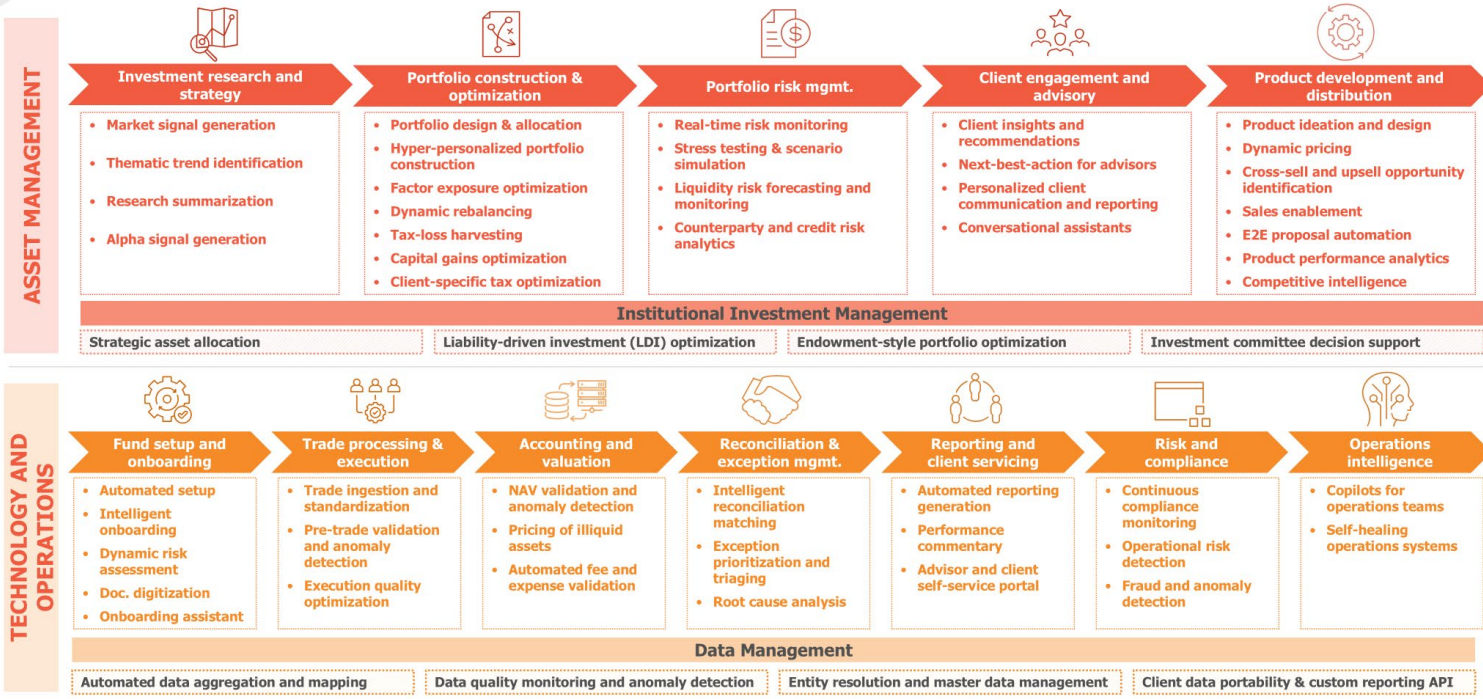 ASSET MANAGEMENT
Investment research and
strategy
• Market signal generation
• Thematic trend identification
• Research summarization
• Alpha signal generation
Portfolio construction &
optimization
• Portfolio design & allocation
• Hyper-personalized portfolio
construction
• Factor exposure optimization
• Dynamic rebalancing
• Tax-loss harvesting
• Capital gains optimization
• Client-specific tax optimization
Portfolio risk mgmt.
• Real-time risk monitoring
• Stress testing & scenario
simulation
• Liquidity risk forecasting and
monitoring
• Counterparty and credit risk
analytics
Client engagement and
advisory
• Client insights and
recommendations
• Next-best-action for advisors
• Personalized client
communication and reporting
• Conversational assistants
Product development and
distribution
• Product ideation and design
• Dynamic pricing
• Cross-sell and upsell opportunity
identification
• Sales enablement
• E2E proposal automation
• Product performance analytics
• Competitive intelligence
Institutional Investment Management
Strategic asset allocation
Liability-driven investment (LDI) optimization
Endowment-style portfolio optimization
Investment committee decision support
TECHNOLOGY AND
OPERATIONS
Fund setup and
onboarding
• Automated setup
• Intelligent
onboarding
• Dynamic risk
assessment
• Doc. digitization
• Onboarding assistant
Trade processing &
execution
• Trade ingestion and
standardization
• Pre-trade validation
and anomaly
detection
• Execution quality
optimization
Accounting and
valuation
• NAV validation and
anomaly detection
• Pricing of illiquid
assets
• Automated fee and
expense validation
Reconciliation &
exception mgmt.
• Intelligent
reconciliation
matching
• Exception
prioritization and
triaging
• Root cause analysis
Reporting and
client servicing
• Automated reporting
generation
• Performance
commentary
• Advisor and client
self-service portal
Risk and
compliance
• Continuous
compliance
monitoring
• Operational risk
detection
• Fraud and anomaly
detection
Operations
intelligence
• Copilots for
operations teams
• Self-healing
operations systems
Data Management
Automated data aggregation and mapping
Data quality monitoring and anomaly detection
Entity resolution and master data management
Client data portability & custom reporting API